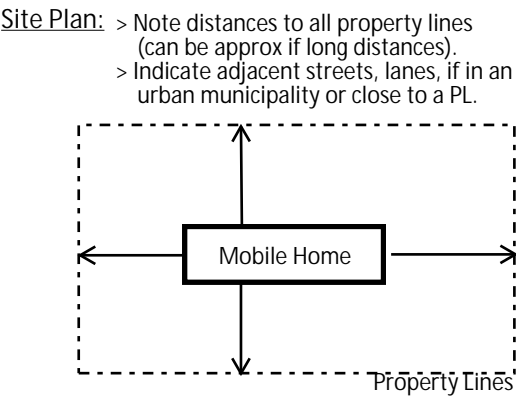 Site Plan: > Note distances to all property lines
(can be approx if long distances).
> Indicate adjacent streets, lanes, if in an
urban municipality or close to a PL.
Mobile Home
Property Lines